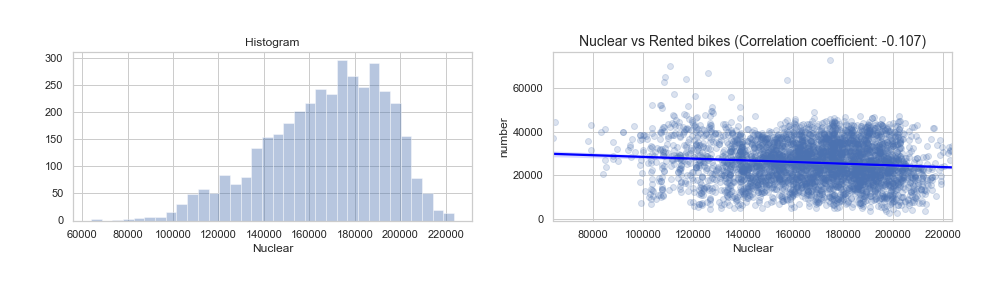 Histogram
300
250
200
150
100
50
0
60000 80000 100000 120000 140000 160000 180000 200000 220000
Nuclear
Nuclear vs Rented bikes (Correlation coefficient: -0.107)
number
60000
40000
20000
0
80000 100000 120000 140000 160000 180000 200000 220000
Nuclear